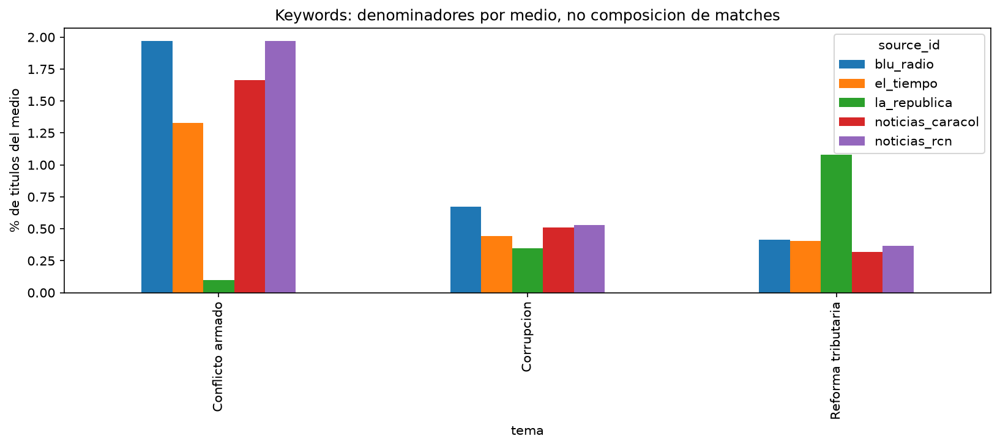 Keywords: denominadores por medio, no composicion de matches
% de titulos del medio
2.00
1.75
1.50
1.25
1.00
0.75
0.50
0.25
0.00
source_id
blu_radio
el_tiempo
la_republica
noticias_caracol
noticias_rcn
Conflicto armado
Corrupcion
Reforma tributaria
tema